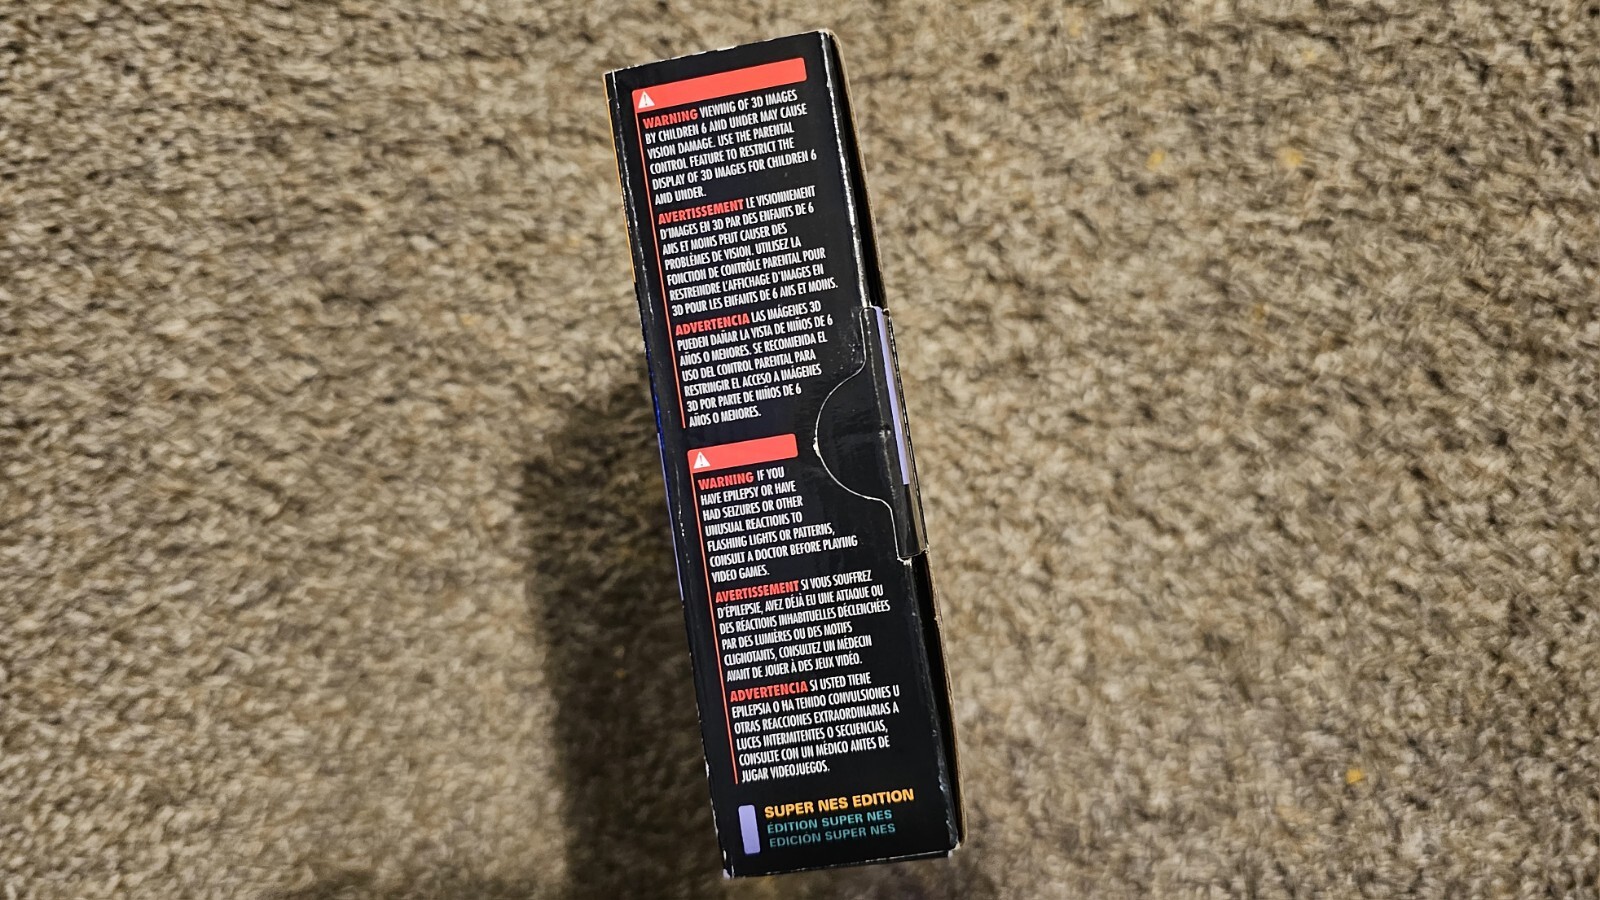 WARNING VIEWING OF 3D IMAGES
BY CHILDREN 6 AND UNDER MAY CAUSE
VISION DAMAGE. USE THE PARENTAL
CONTROL FEATURE TO RESTRICT THE
DISPLAY OF 3D IMAGES FOR CHILDREN 6
AND UNDER.
AVERTISSEMENT LE VISIONNEMENT
D'IMAGES EN 3D PAR DES ENFANTS DE 6
ANS ET MOINS PEUT CAUSER DES
PROBLÈMES DE VISION. UTILISEZ LA
FONCTION DE CONTRÔLE PARENTAL POUR
RESTREINDRE L'AFFICHAGE D'IMAGES EN
3D POUR LES ENFANTS DE 6 ANS ET MOINS.
ADVERTENCIA LAS IMÁGENES 3D
PUEDEN DAÑAR LA VISTA DE NIÑOS DE 6
AÑOS O MENORES. SE RECOMIENDA EL
USO DEL CONTROL PARENTAL PARA
RESTRINGIR EL ACCESO A IMÁGENES
3D POR PARTE DE NIÑOS DE 6
AÑOS O MENORES.
WARNING IF YOU
HAVE EPILEPSY OR HAVE
HAD SEIZURES OR OTHER
UNUSUAL REACTIONS TO
FLASHING LIGHTS OR PATTERNS,
CONSULT A DOCTOR BEFORE PLAYING
VIDEO GAMES.
AVERTISSEMENT SI VOUS SOUFFREZ
D'ÉPILEPSIE, AVEZ DÉJÀ EU UNE ATTAQUE OU
DES RÉACTIONS INHABITUELLES DÉCLENCHÉES
PAR DES LUMIÈRES OU DES MOTIFS
CLIGNOTANTS, CONSULTEZ UN MÉDECIN
AVANT DE JOUER À DES JEUX VIDÉO.
ADVERTENCIA SI USTED TIENE
EPILEPSIA O HA TENIDO CONVULSIONES U
OTRAS REACCIONES EXTRAORDINARIAS A
LUCES INTERMITENTES O SECUENCIAS,
CONSULTE CON UN MÉDICO ANTES DE
JUGAR VIDEOJUEGOS.
SUPER NES EDITION
ÉDITION SUPER NES
EDICIÓN SUPER NES